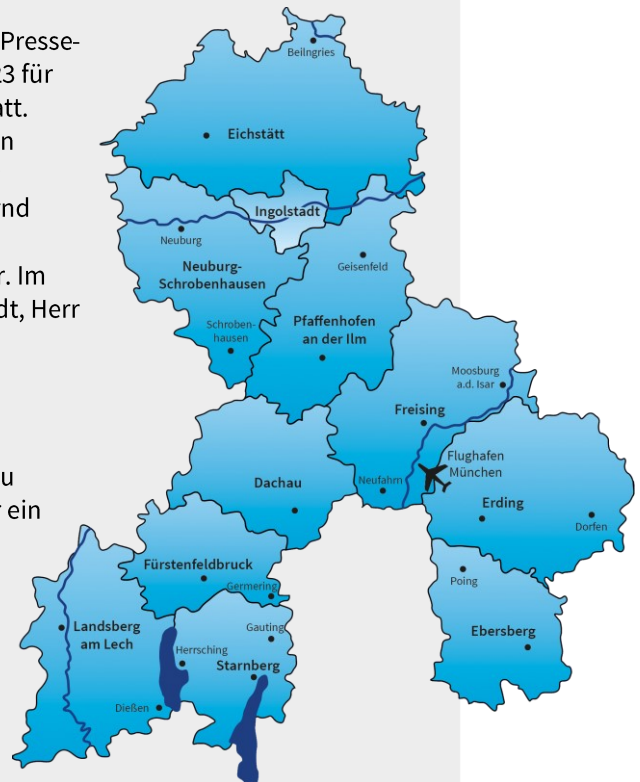 Presse-
23 für
att.
n
nd
r. Im
dt, Herr
u
r ein
Beilngries
Eichstätt
Ingolstadt
Neuburg
Geisenfeld
Neuburg-
Schrobenhausen
Schroben-
hausen
Pfaffenhofen
an der Ilm
Moosburg
a.d. Isar
Freising
Flughafen
München
Neufahrn
Erding
Dorfen
Dachau
Fürstenfeldbruck
Germering
Poing
Ebersberg
Landsberg
am Lech
Gauting
Herrsching
Starnberg
Dießen